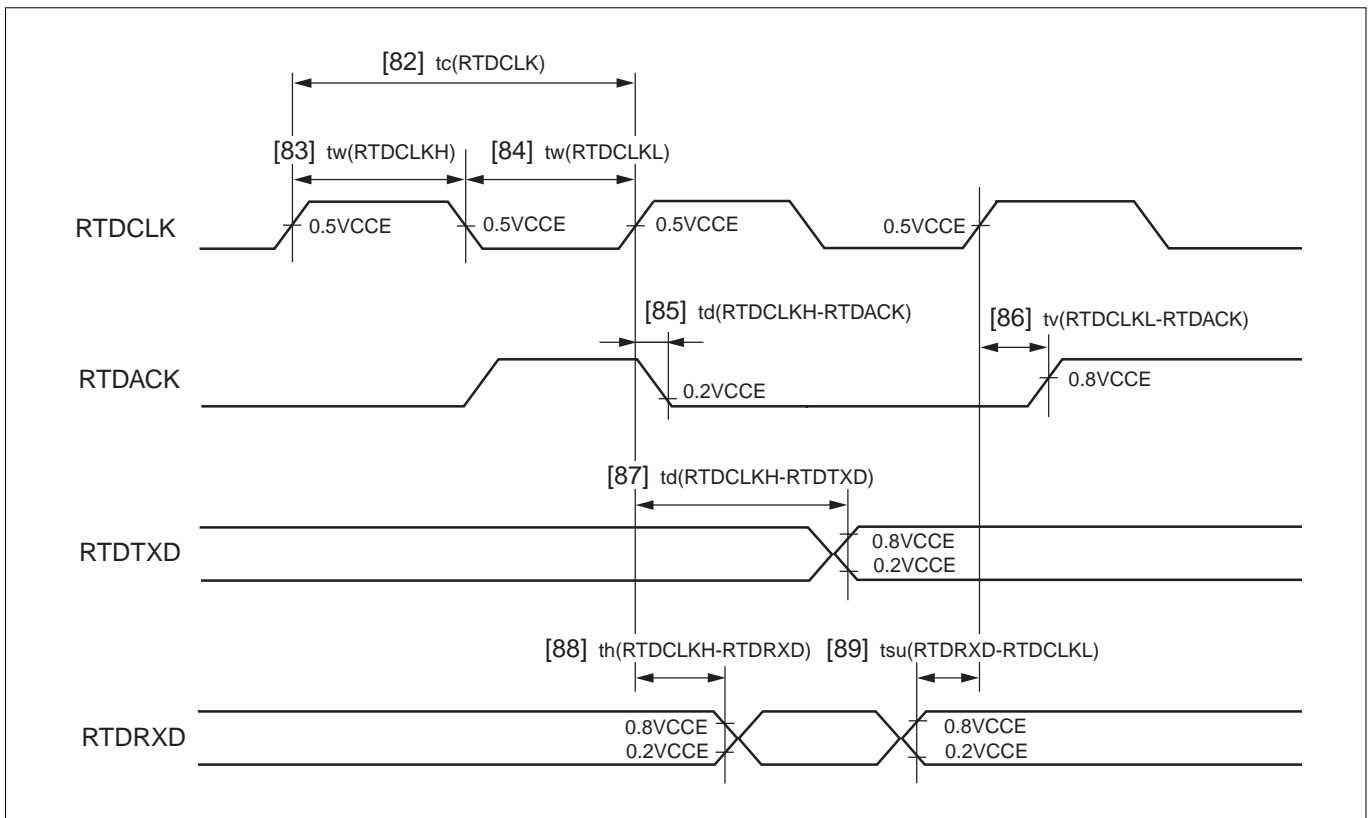 [82] tc(RTDCLK)
[83] tw(RTDCLKH) [84] tw(RTDCLKL)
RTDCLK 0.5VCCE 0.5VCCE 0.5VCCE 0.5VCCE
[85] td(RTDCLKH-RTDACK) [86] tv(RTDCLKL-RTDACK)
RTDACK 0.2VCCE 0.8VCCE
[87] td(RTDCLKH-RTDTXD)
RTDTXD 0.8VCCE
0.2VCCE
[88] th(RTDCLKH-RTDRXD) [89] tsu(RTDRXD-RTDCLKL)
RTDRXD 0.8VCCE 0.8VCCE
0.2VCCE 0.2VCCE